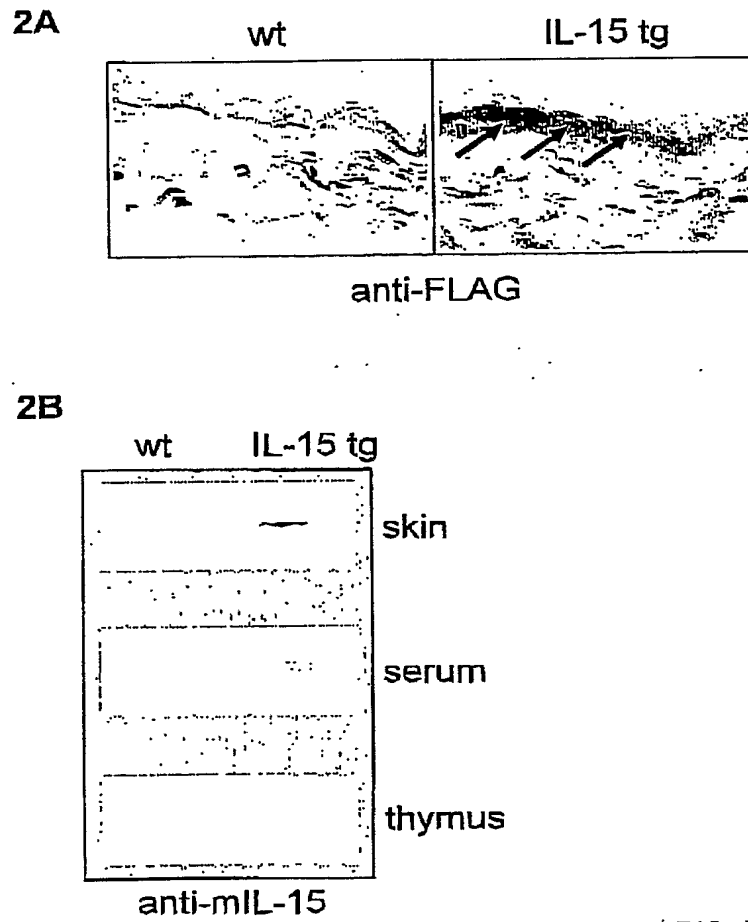 2A
wt IL-15 tg
anti-FLAG
2B
wt IL-15 tg
skin
serum
thymus
anti-mIL-15